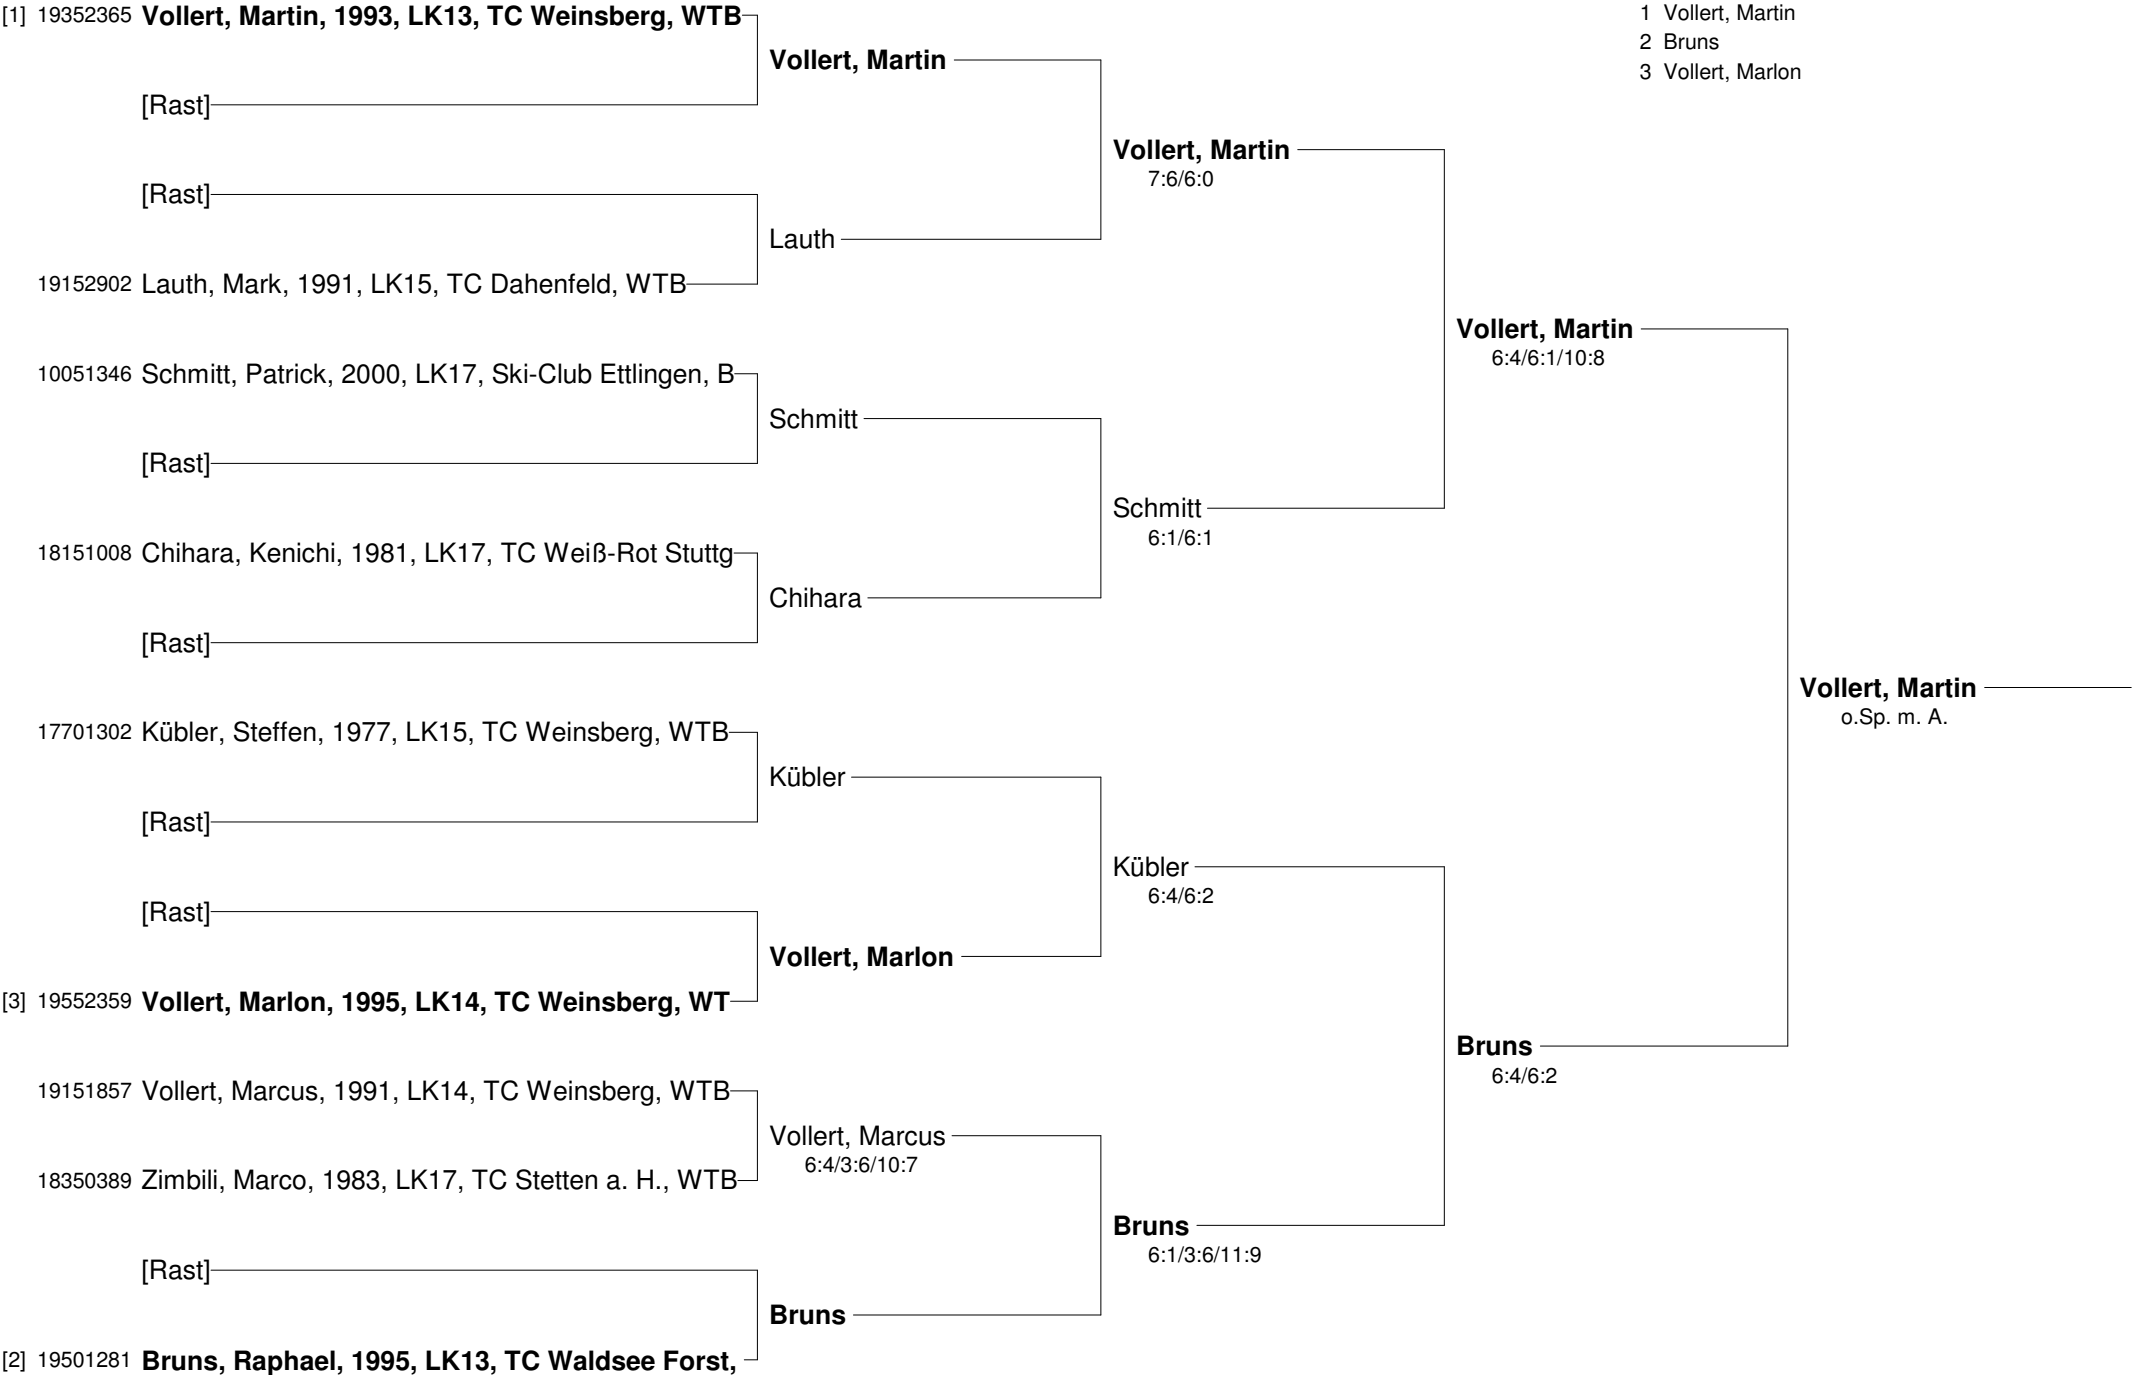 [1] 19352365 Vollert, Martin, 1993, LK13, TC Weinsberg, WTB
1 Vollert, Martin
2 Bruns
3 Vollert, Marlon
Vollert, Martin
[Rast]
Vollert, Martin
7:6/6:0
[Rast]
Lauth
19152902 Lauth, Mark, 1991, LK15, TC Dahenfeld, WTB
Vollert, Martin
6:4/6:1/10:8
10051346 Schmitt, Patrick, 2000, LK17, Ski-Club Ettlingen, B
Schmitt
[Rast]
Schmitt
6:1/6:1
18151008 Chihara, Kenichi, 1981, LK17, TC Weiß-Rot Stuttg
Chihara
[Rast]
Vollert, Martin
o.Sp. m. A.
17701302 Kübler, Steffen, 1977, LK15, TC Weinsberg, WTB
Kübler
[Rast]
Kübler
6:4/6:2
[Rast]
Vollert, Marlon
[3] 19552359 Vollert, Marlon, 1995, LK14, TC Weinsberg, WT
Bruns
6:4/6:2
19151857 Vollert, Marcus, 1991, LK14, TC Weinsberg, WTB
Vollert, Marcus
6:4/3:6/10:7
18350389 Zimbili, Marco, 1983, LK17, TC Stetten a. H., WTB
Bruns
6:1/3:6/11:9
[Rast]
Bruns
[2] 19501281 Bruns, Raphael, 1995, LK13, TC Waldsee Forst,